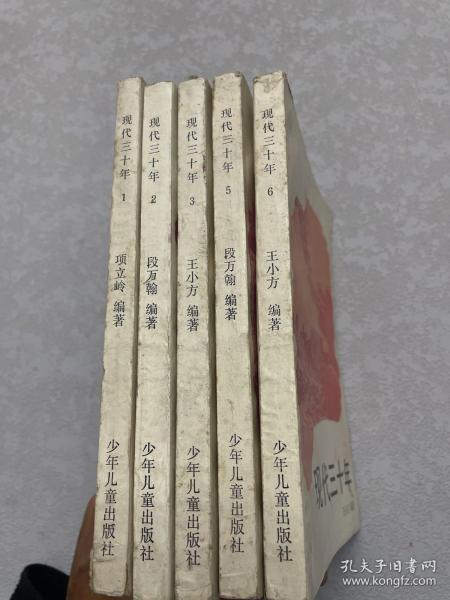 现代三十年 1 项立岭 编著 少年儿童出版社
现代三十年 2 段万翰 编著 少年儿童出版社
现代三十年 3 王小方 编著 少年儿童出版社
现代三十年 5 段万翰 编著 少年儿童出版社
现代三十年 6 王小方 编著 少年儿童出版社
现代三十年
孔夫子旧书网
www.kongfz.com